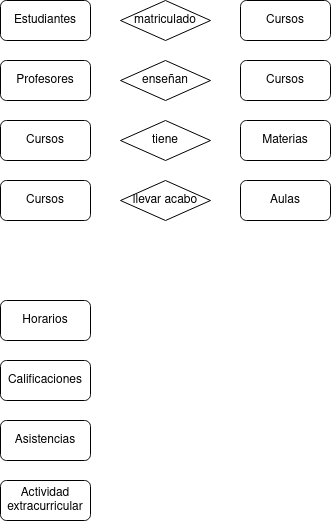 Estudiantes matriculado Cursos
Profesores enseñan Cursos
Cursos tiene Materias
Cursos llevar acabo Aulas
Horarios
Calificaciones
Asistencias
Actividad
extracurricular